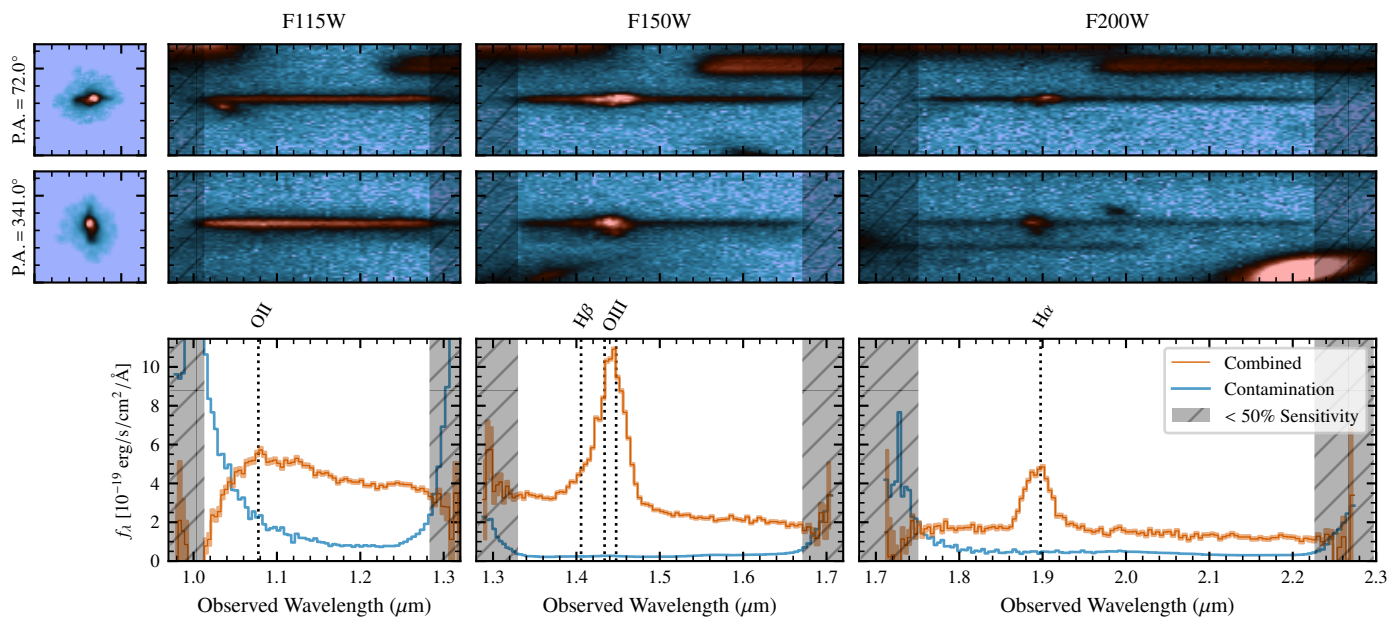 F115W
F150W
F200W
P.A. = 72.0°
P.A. = 341.0°
OII
Hβ
OIII
Hα
f_λ [10⁻¹⁹ erg/s/cm²/Å]
10
8
6
4
2
0
Combined
Contamination
< 50% Sensitivity
1.0 1.1 1.2 1.3
1.3 1.4 1.5 1.6 1.7
1.7 1.8 1.9 2.0 2.1 2.2 2.3
Observed Wavelength (μm)
Observed Wavelength (μm)
Observed Wavelength (μm)